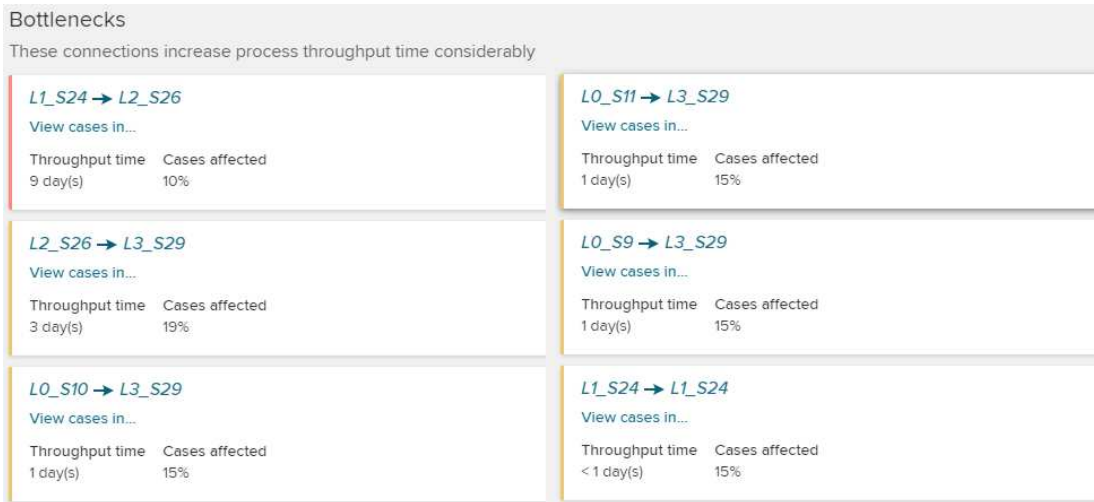 Bottlenecks
These connections increase process throughput time considerably
L1_S24 → L2_S26
View cases in...
Throughput time Cases affected
9 day(s) 10%
L0_S11 → L3_S29
View cases in...
Throughput time Cases affected
1 day(s) 15%
L2_S26 → L3_S29
View cases in...
Throughput time Cases affected
3 day(s) 19%
L0_S9 → L3_S29
View cases in...
Throughput time Cases affected
1 day(s) 15%
L0_S10 → L3_S29
View cases in...
Throughput time Cases affected
1 day(s) 15%
L1_S24 → L1_S24
View cases in...
Throughput time Cases affected
< 1 day(s) 15%